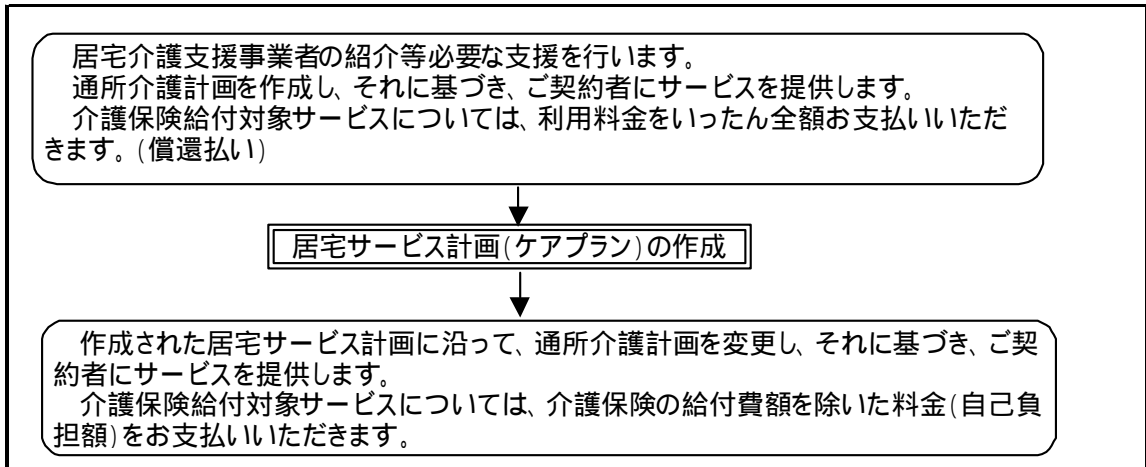 居宅介護支援事業者の紹介等必要な支援を行います。
通所介護計画を作成し、それに基づき、ご契約者にサービスを提供します。
介護保険給付対象サービスについては、利用料金をいったん全額お支払いいただ
きます。(償還払い)
居宅サービス計画(ケアプラン)の作成
作成された居宅サービス計画に沿って、通所介護計画を変更し、それに基づき、ご契
約者にサービスを提供します。
介護保険給付対象サービスについては、介護保険の給付費額を除いた料金(自己負
担額)をお支払いいただきます。